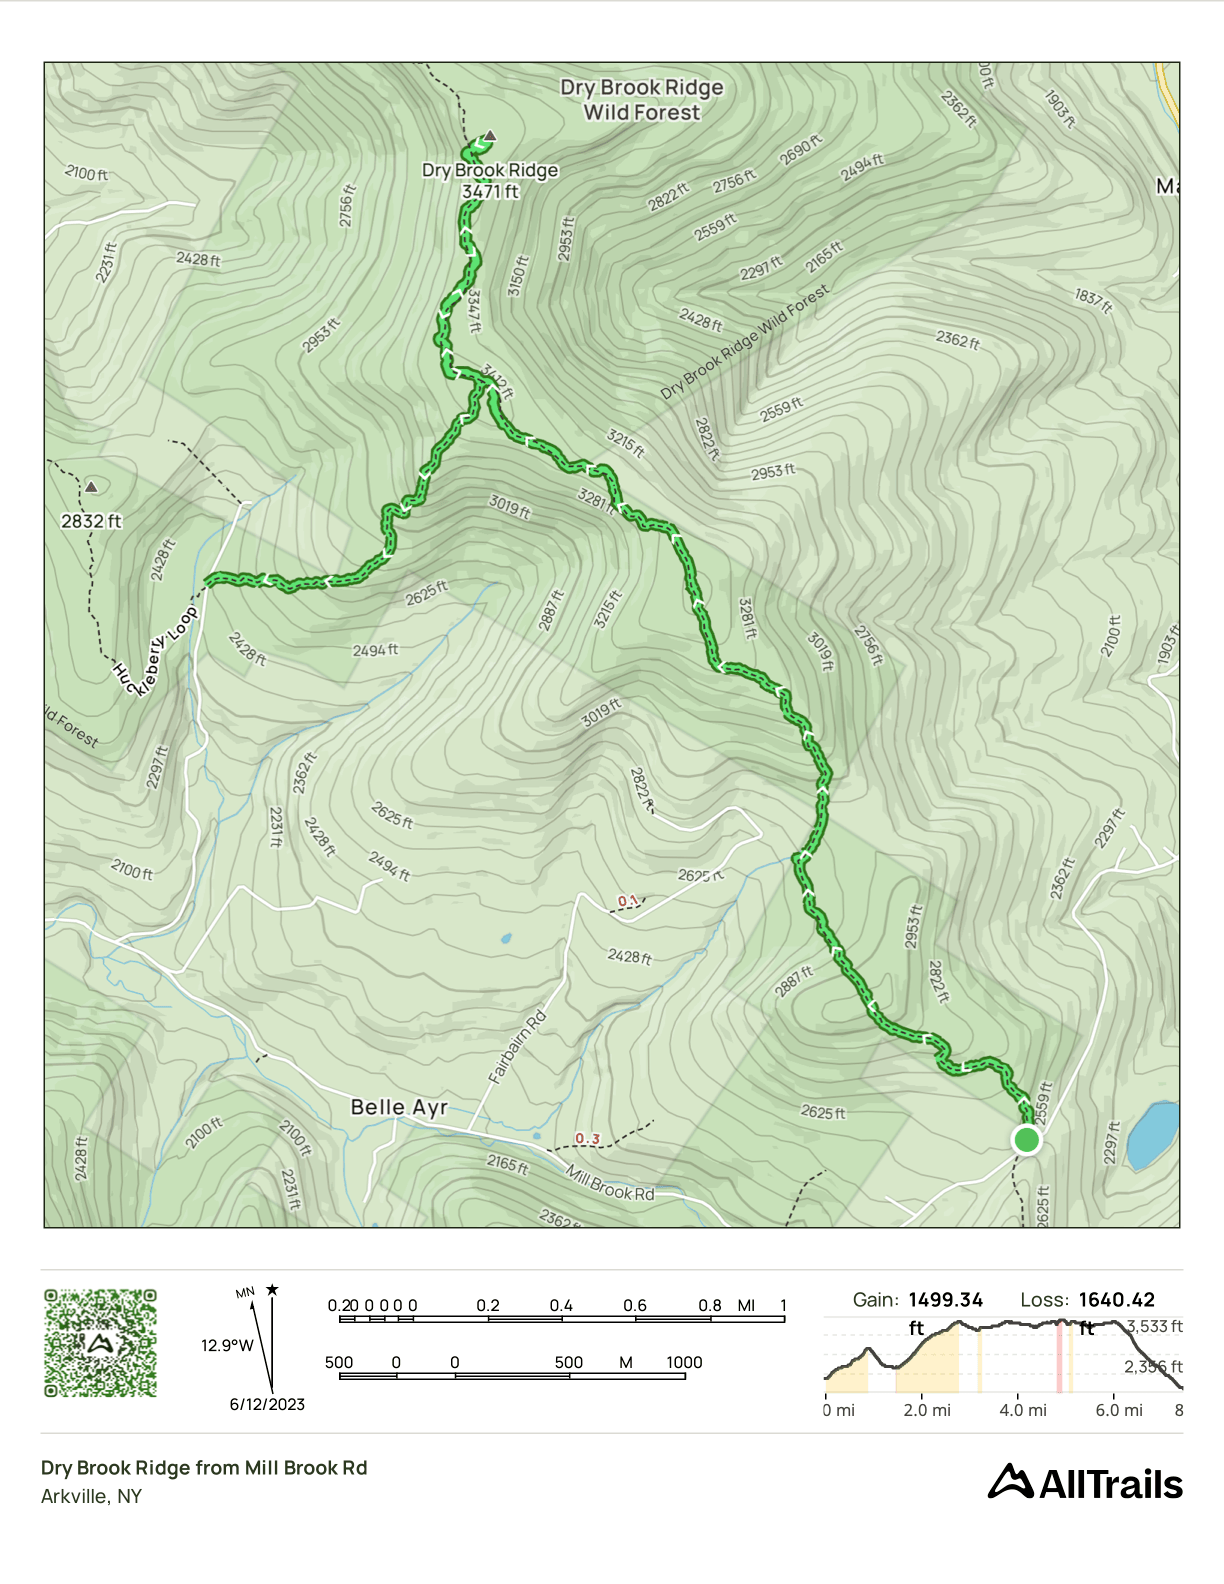 Dry Brook Ridge
Wild Forest
2362 ft
1903 ft
2690 ft
2494 ft
2100 ft
Dry Brook Ridge
3471 ft
2756 ft
2822 ft
2756 ft
2559 ft
2953 ft
2231 ft
2428 ft
3150 ft
2297 ft
2165 ft
1837 ft
3347 ft
2953 ft
2428 ft
Dry Brook Ridge Wild Forest
2362 ft
3412 ft
2559 ft
2822 ft
3215 ft
2953 ft
3281 ft
3019 ft
2832 ft
2428 ft
2625 ft
2887 ft
3215 ft
3281 ft
3019 ft
2756 ft
2100 ft
1903 ft
Huckleberry Loop
2428 ft
2494 ft
3019 ft
ld Forest
2297 ft
2362 ft
2822 ft
2231 ft
2428 ft
2625 ft
2297 ft
2100 ft
2494 ft
2625 ft
2362 ft
0.1
2953 ft
2428 ft
2887 ft
2822 ft
Fairbairn Rd
Belle Ayr
2559 ft
2625 ft
2428 ft
2100 ft
2100 ft
0.3
2297 ft
2165 ft
Mill Brook Rd
2231 ft
2362 ft
2625 ft
MN
12.9°W
6/12/2023
0.20 0 0 0 0 0.2 0.4 0.6 0.8 MI 1
500 0 0 500 M 1000
Gain: 1499.34 ft
Loss: 1640.42 ft
3,533 ft
2,356 ft
0 mi 2.0 mi 4.0 mi 6.0 mi 8
Dry Brook Ridge from Mill Brook Rd
Arkville, NY
AllTrails